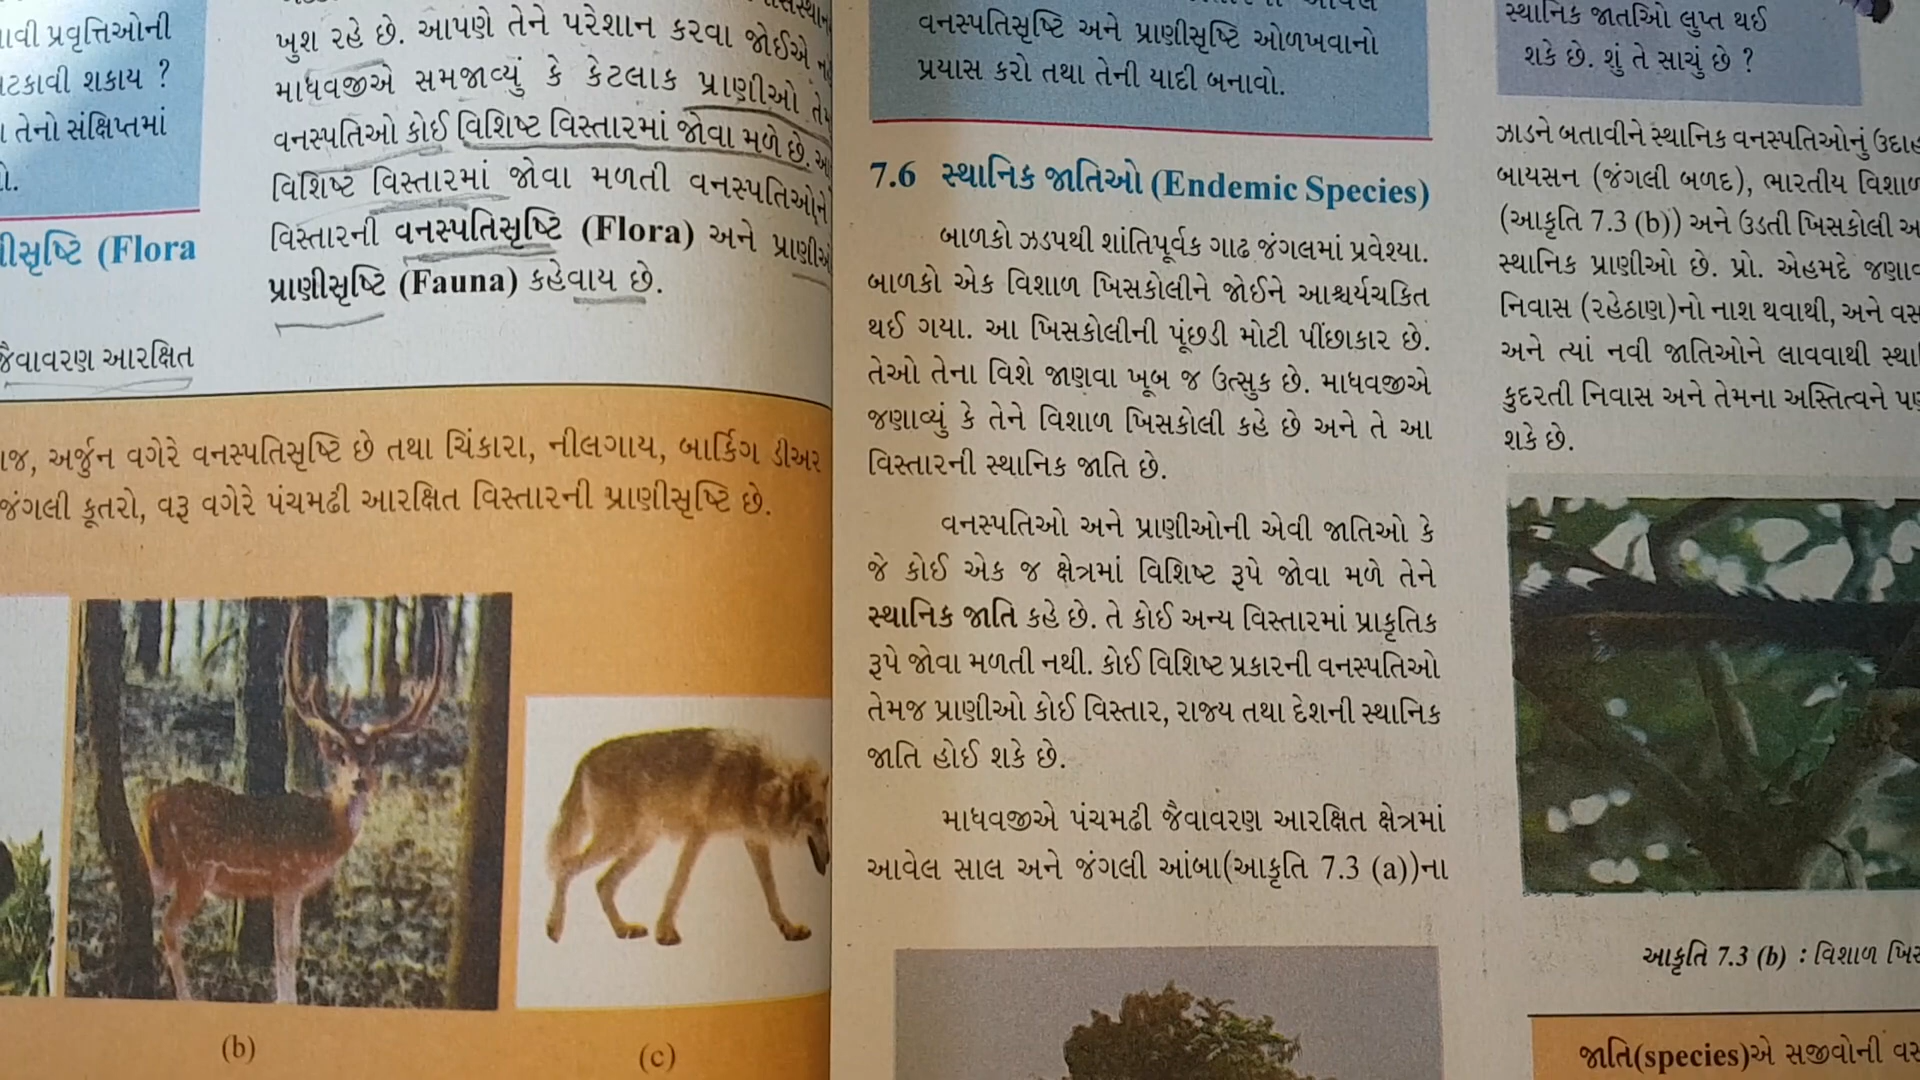 ાવી પ્રવૃત્તિઓની
ટકાવી શકાય ?
તેનો સંક્ષિપ્તમાં
ીસૃષ્ટિ (Flora
જૈવાવરણ આરક્ષિત
ખુશ રહે છે. આપણે તેને પરેશાન કરવા જોઈએ
માધવજીએ સમજાવ્યું કે કેટલાક પ્રાણીઓ તેમ
વનસ્પતિઓ કોઈ વિશિષ્ટ વિસ્તારમાં જોવા મળે છે.
વિશિષ્ટ વિસ્તારમાં જોવા મળતી વનસ્પતિઓને
વિસ્તારની વનસ્પતિસૃષ્ટિ (Flora) અને પ્રાણીઓ
પ્રાણીસૃષ્ટિ (Fauna) કહેવાય છે.
ાજ, અર્જુન વગેરે વનસ્પતિસૃષ્ટિ છે તથા ચિંકારા, નીલગાય, બાર્કિંગ ડીઅર
જંગલી કૂતરો, વરૂ વગેરે પંચમઢી આરક્ષિત વિસ્તારની પ્રાણીસૃષ્ટિ છે.
(b)
(c)
વનસ્પતિસૃષ્ટિ અને પ્રાણીસૃષ્ટિ ઓળખવાનો
પ્રયાસ કરો તથા તેની યાદી બનાવો.
7.6 સ્થાનિક જાતિઓ (Endemic Species)
બાળકો ઝડપથી શાંતિપૂર્વક ગાઢ જંગલમાં પ્રવેશ્યા.
બાળકો એક વિશાળ ખિસકોલીને જોઈને આશ્ચર્યચકિત
થઈ ગયા. આ ખિસકોલીની પૂંછડી મોટી પીંછાકાર છે.
તેઓ તેના વિશે જાણવા ખૂબ જ ઉત્સુક છે. માધવજીએ
જણાવ્યું કે તેને વિશાળ ખિસકોલી કહે છે અને તે આ
વિસ્તારની સ્થાનિક જાતિ છે.
વનસ્પતિઓ અને પ્રાણીઓની એવી જાતિઓ કે
જે કોઈ એક જ ક્ષેત્રમાં વિશિષ્ટ રૂપે જોવા મળે તેને
સ્થાનિક જાતિ કહે છે. તે કોઈ અન્ય વિસ્તારમાં પ્રાકૃતિક
રૂપે જોવા મળતી નથી. કોઈ વિશિષ્ટ પ્રકારની વનસ્પતિઓ
તેમજ પ્રાણીઓ કોઈ વિસ્તાર, રાજ્ય તથા દેશની સ્થાનિક
જાતિ હોઈ શકે છે.
માધવજીએ પંચમઢી જૈવાવરણ આરક્ષિત ક્ષેત્રમાં
આવેલ સાલ અને જંગલી આંબા(આકૃતિ 7.3 (a))ના
સ્થાનિક જાતિઓ લુપ્ત થઈ
શકે છે. શું તે સાચું છે ?
ઝાડને બતાવીને સ્થાનિક વનસ્પતિઓનું ઉદાહ
બાયસન (જંગલી બળદ), ભારતીય વિશાળ
(આકૃતિ 7.3 (b)) અને ઉડતી ખિસકોલી
સ્થાનિક પ્રાણીઓ છે. પ્રો. એહમદે જણાવ
નિવાસ (રહેઠાણ)નો નાશ થવાથી, અને વસ
અને ત્યાં નવી જાતિઓને લાવવાથી સ્થા
કુદરતી નિવાસ અને તેમના અસ્તિત્વને પણ
શકે છે.
આકૃતિ 7.3 (b) : વિશાળ ખિસ
જાતિ(species)એ સજીવોની વસ